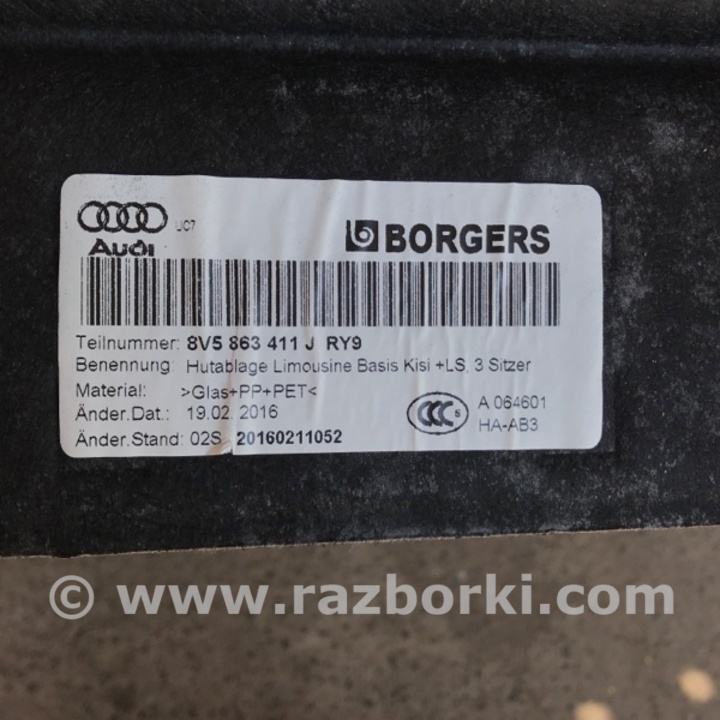 Audi UC7
BORGERS
Teilnummer: 8V5 863 411 J RY9
Benennung: Hutablage Limousine Basis Kisi +LS, 3 Sitzer
Material: >Glas+PP+PET<
Änder.Dat.: 19.02.2016
Änder.Stand: 02S 20160211052
CCC S
A 064601
HA-AB3
© www.razborki.com